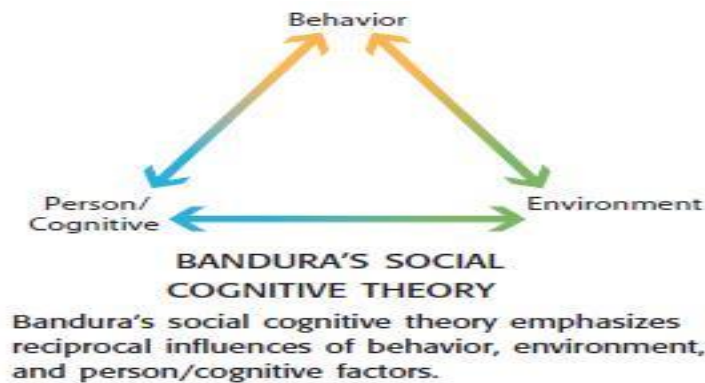 Behavior
Person/
Cognitive
Environment
BANDURA'S SOCIAL
COGNITIVE THEORY
Bandura's social cognitive theory emphasizes
reciprocal influences of behavior, environment,
and person/cognitive factors.